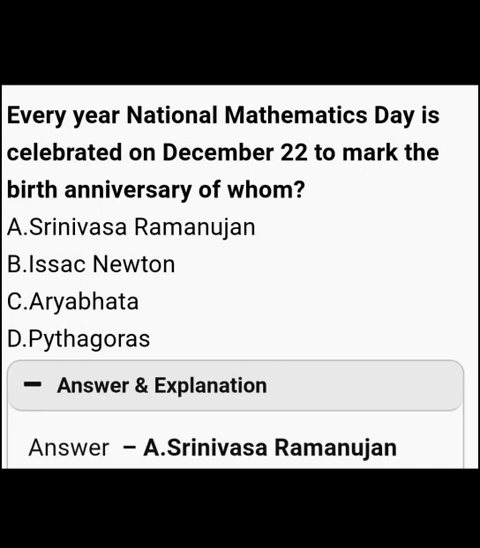 Every year National Mathematics Day is
celebrated on December 22 to mark the
birth anniversary of whom?
A.Srinivasa Ramanujan
B.Issac Newton
C.Aryabhata
D.Pythagoras
− Answer & Explanation
Answer – A.Srinivasa Ramanujan